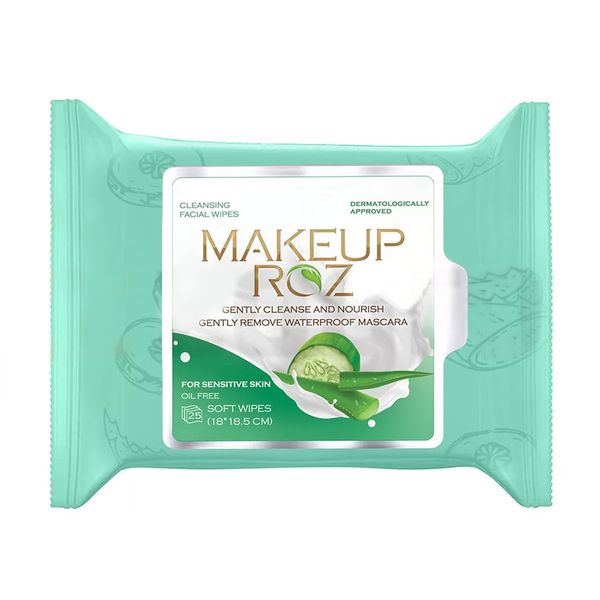 CLEANSING
FACIAL WIPES
DERMATOLOGICALLY
APPROVED
MAKEUP
ROZ
GENTLY CLEANSE AND NOURISH
GENTLY REMOVE WATERPROOF MASCARA
FOR SENSITIVE SKIN
OIL FREE
25
SOFT WIPES
(18*18.5 CM)